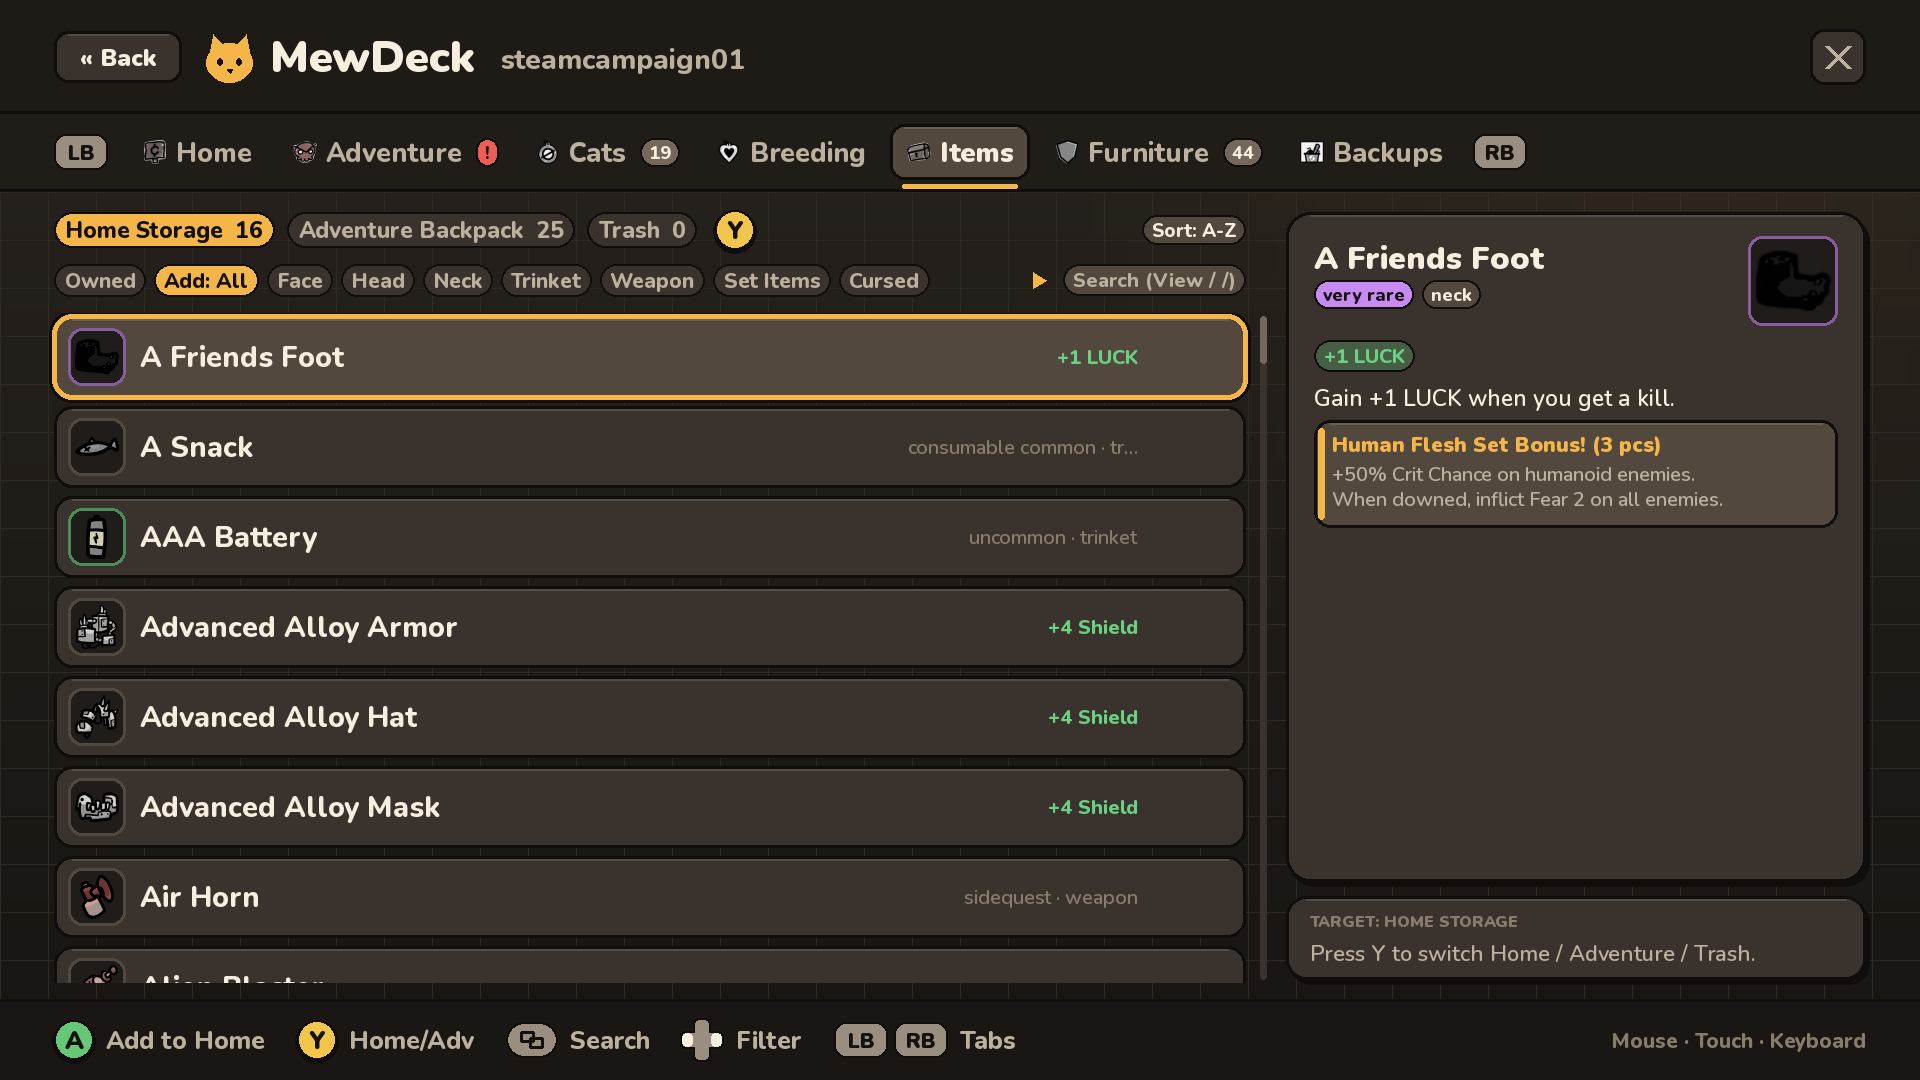 « Back
MewDeck
steamcampaign01
LB
Home
Adventure !
Cats 19
Breeding
Items
Furniture 44
Backups
RB
Home Storage 16
Adventure Backpack 25
Trash 0
Y
Sort: A-Z
Owned
Add: All
Face
Head
Neck
Trinket
Weapon
Set Items
Cursed
Search (View / /)
A Friends Foot +1 LUCK
A Snack consumable common · tr...
AAA Battery uncommon · trinket
Advanced Alloy Armor +4 Shield
Advanced Alloy Hat +4 Shield
Advanced Alloy Mask +4 Shield
Air Horn sidequest · weapon
Alien Blaster
A Friends Foot
very rare neck
+1 LUCK
Gain +1 LUCK when you get a kill.
Human Flesh Set Bonus! (3 pcs)
+50% Crit Chance on humanoid enemies.
When downed, inflict Fear 2 on all enemies.
TARGET: HOME STORAGE
Press Y to switch Home / Adventure / Trash.
A Add to Home
Y Home/Adv
Search
Filter
LB RB Tabs
Mouse · Touch · Keyboard